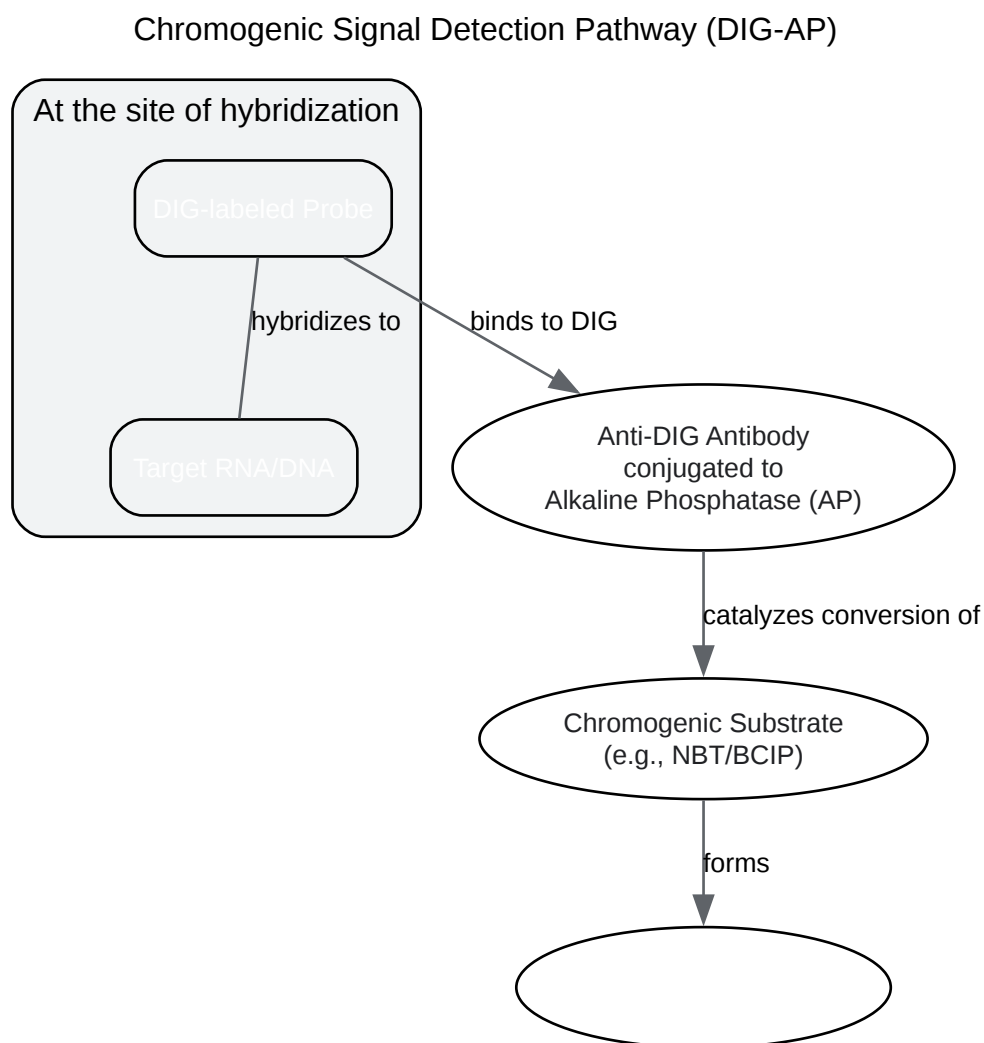 Chromogenic Signal Detection Pathway (DIG-AP)
At the site of hybridization
DIG-labeled Probe
hybridizes to
binds to DIG
Target RNA/DNA
Anti-DIG Antibody
conjugated to
Alkaline Phosphatase (AP)
catalyzes conversion of
Chromogenic Substrate
(e.g., NBT/BCIP)
forms